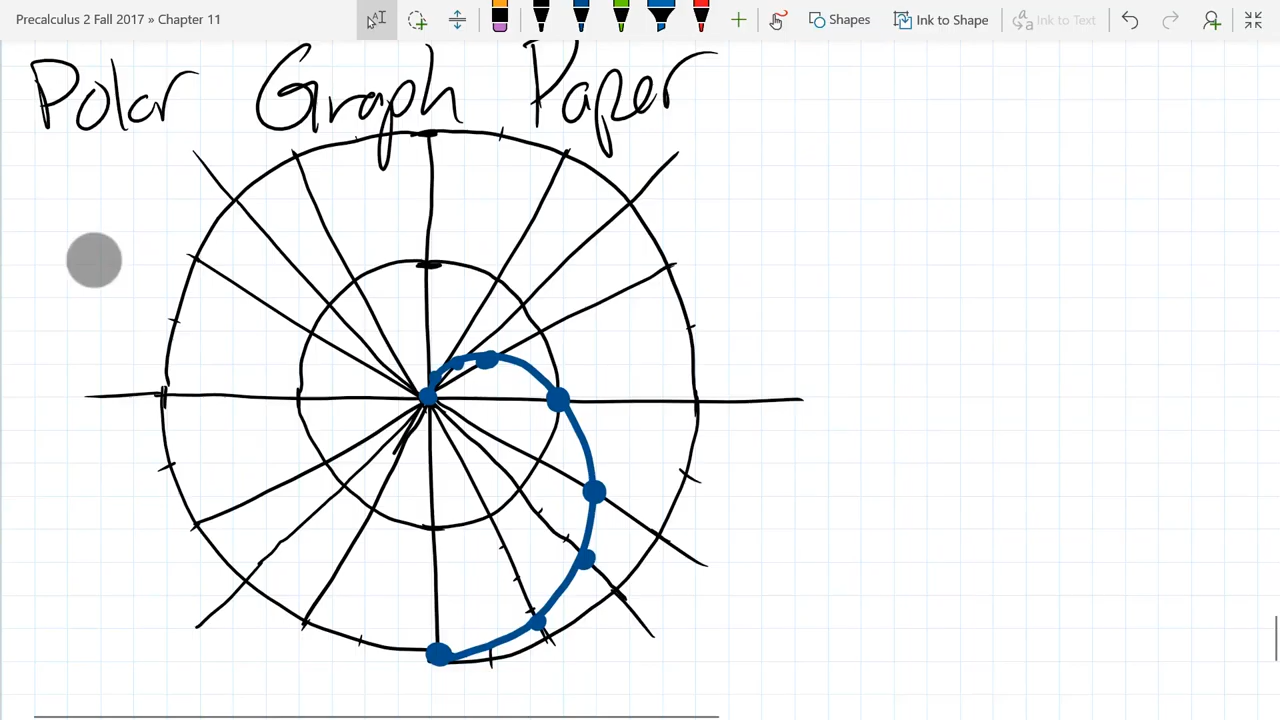 Precalculus 2 Fall 2017 » Chapter 11
Shapes
Ink to Shape
Ink to Text
Polar Graph Paper